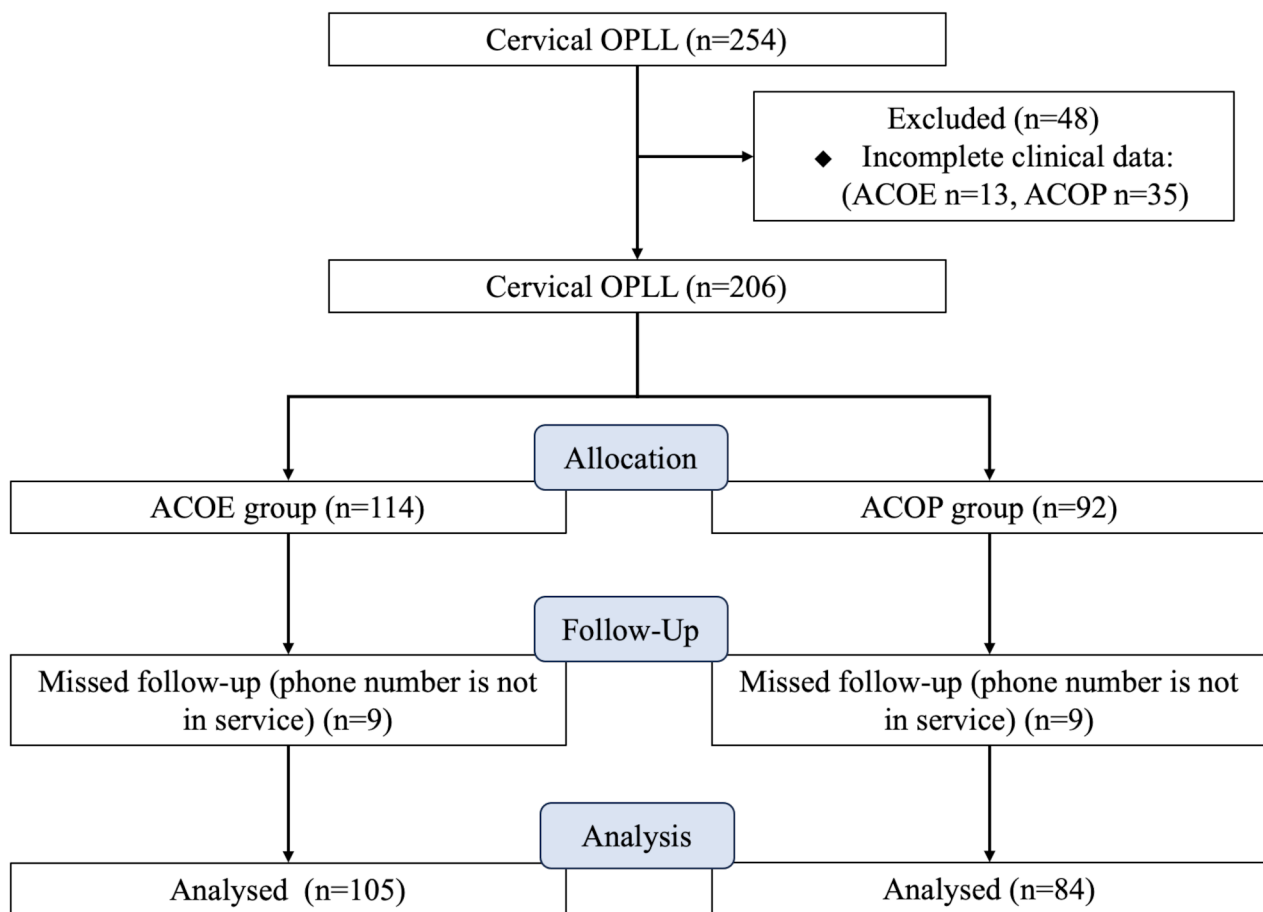 Cervical OPLL (n=254)
Excluded (n=48)
◆ Incomplete clinical data:
(ACOE n=13, ACOP n=35)
Cervical OPLL (n=206)
Allocation
ACOE group (n=114)
ACOP group (n=92)
Follow-Up
Missed follow-up (phone number is not
in service) (n=9)
Missed follow-up (phone number is not
in service) (n=9)
Analysis
Analysed (n=105)
Analysed (n=84)